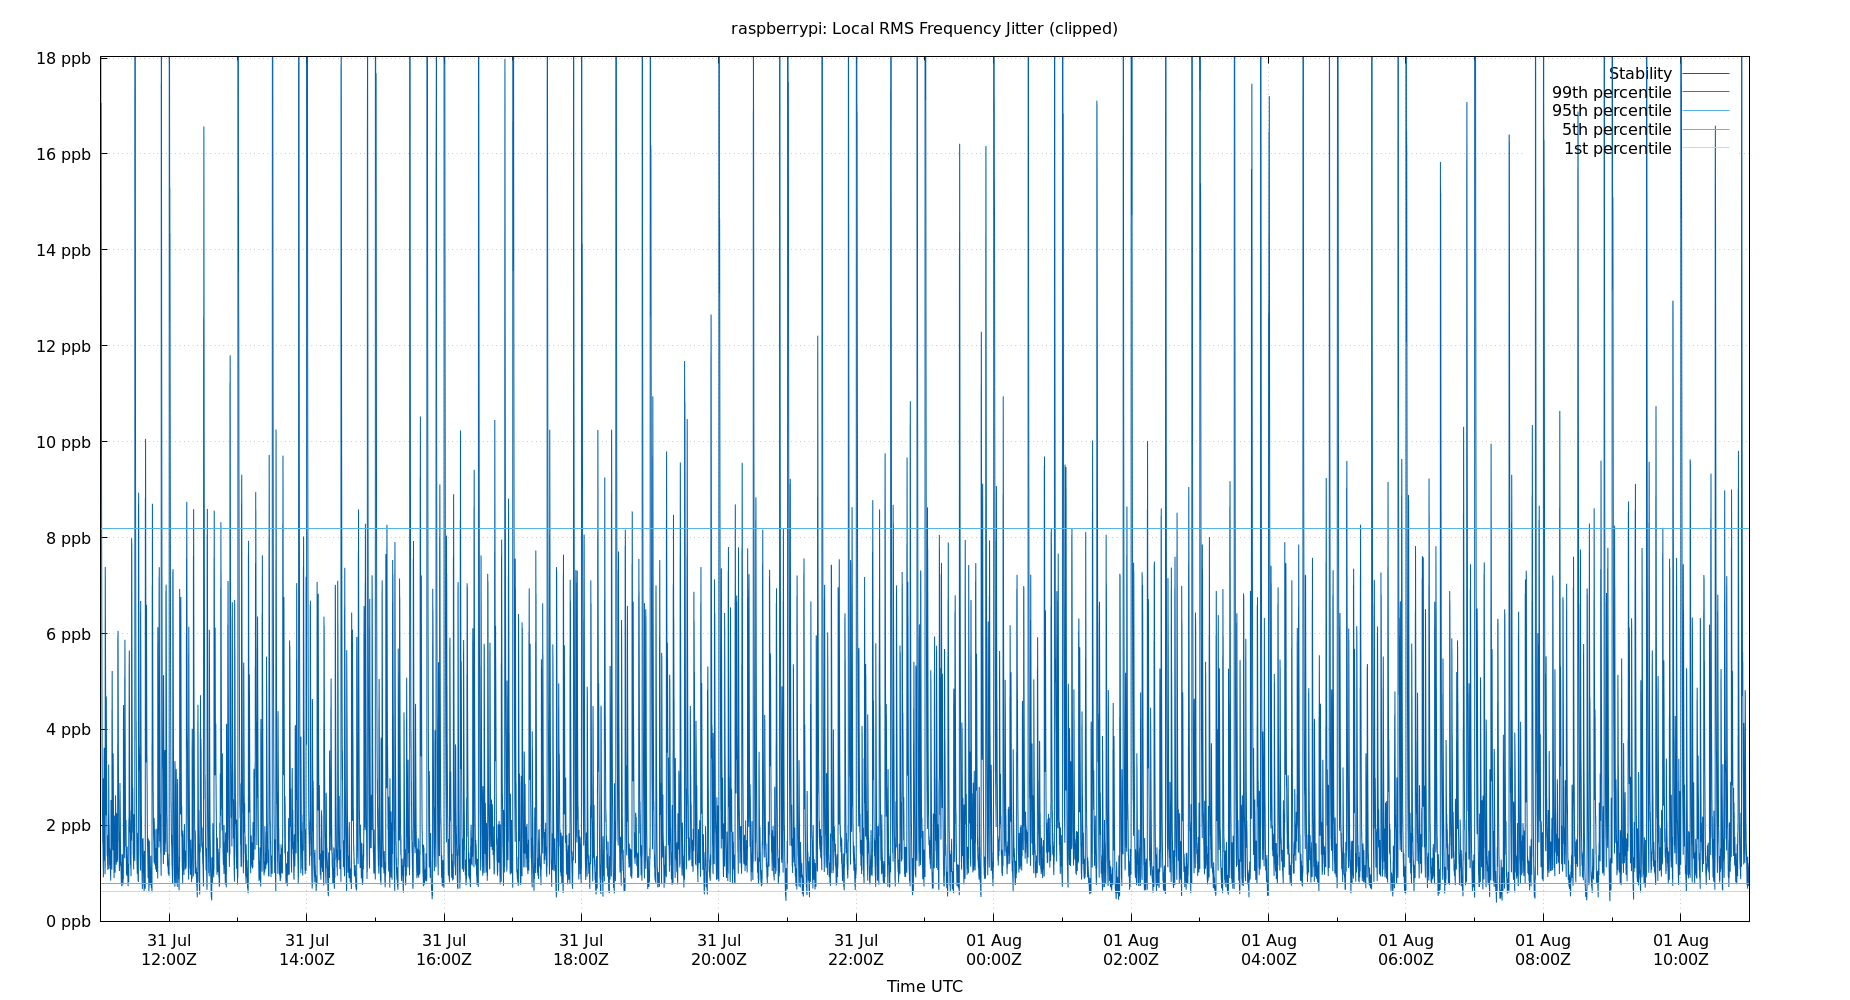 raspberrypi: Local RMS Frequency Jitter (clipped)
18 ppb
16 ppb
14 ppb
12 ppb
10 ppb
8 ppb
6 ppb
4 ppb
2 ppb
0 ppb
Stability
99th percentile
95th percentile
5th percentile
1st percentile
31 Jul 31 Jul 31 Jul 31 Jul 31 Jul 31 Jul 01 Aug 01 Aug 01 Aug 01 Aug 01 Aug 01 Aug
12:00Z 14:00Z 16:00Z 18:00Z 20:00Z 22:00Z 00:00Z 02:00Z 04:00Z 06:00Z 08:00Z 10:00Z
Time UTC